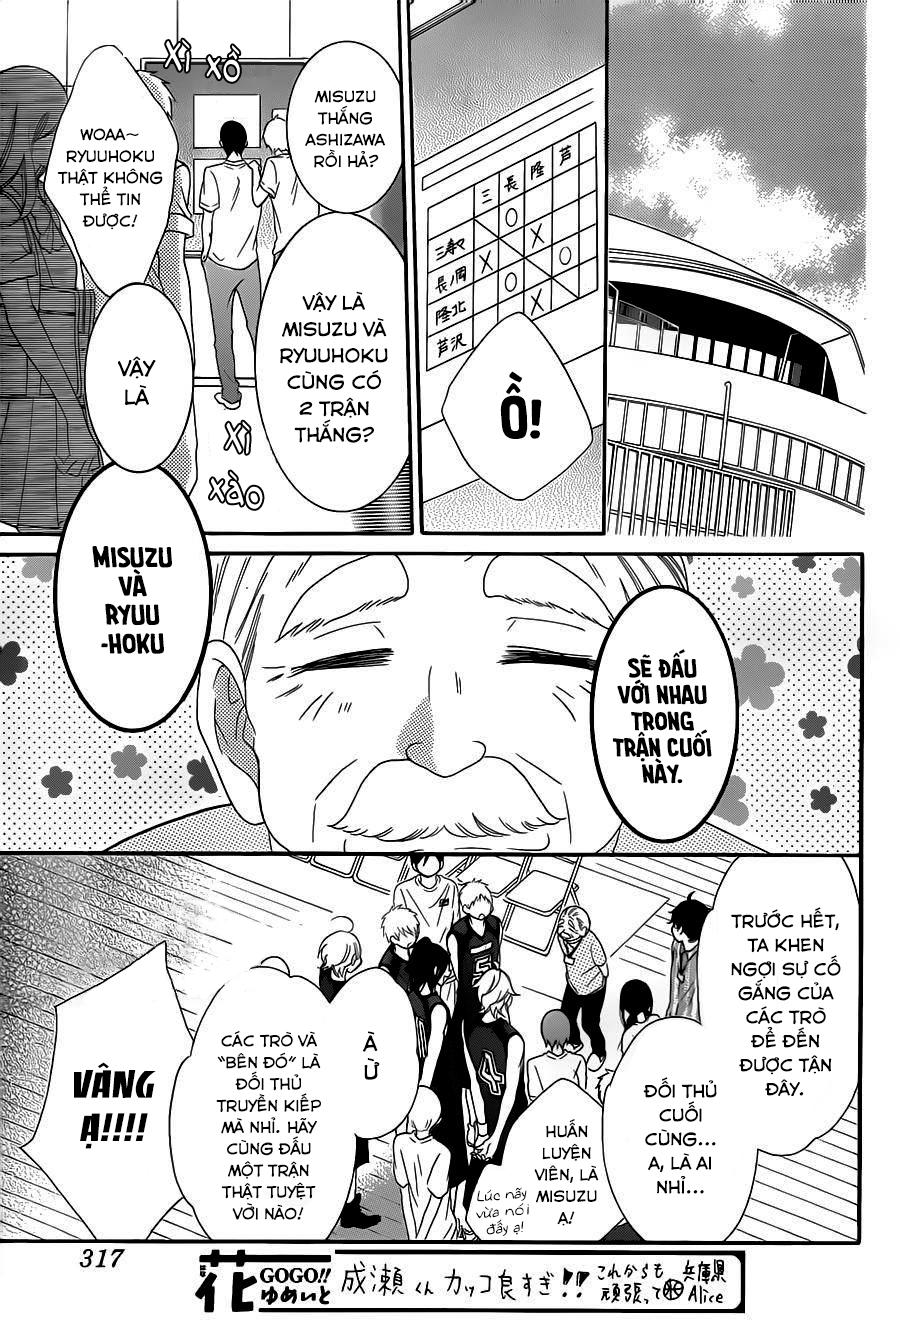 三 長 隆 芦
三寿々
長岡
隆北
芦沢
Ồ!
MISUZU
THẮNG
ASHIZAWA
RỒI HẢ?
VẬY LÀ
MISUZU VÀ
RYUUHOKU
CÙNG CÓ
2 TRẬN
THẮNG?
XÌ XỒ
WOAA~
RYUUHOKU
THẬT KHÔNG
THỂ TIN
ĐƯỢC!
XÌ
XÀO
VẬY
LÀ
MISUZU
VÀ
RYUU
-HOKU
SẼ ĐẤU
VỚI NHAU
TRONG
TRẬN CUỐI
NÀY.
TRƯỚC HẾT,
TA KHEN
NGỢI SỰ CỐ
GẮNG CỦA
CÁC TRÒ
ĐỂ ĐẾN
ĐƯỢC TẬN
ĐÂY.
ĐỐI THỦ
CUỐI
CÙNG...
A, LÀ AI
NHỈ...
HUẤN
LUYỆN
VIÊN, LÀ
MISUZU
Ạ!
Lúc nãy
vừa nói
đấy ạ!
À
Ừ
CÁC TRÒ VÀ
"BÊN ĐÓ" LÀ
ĐỐI THỦ
TRUYỀN KIẾP
MÀ NHỈ. HÃY
CÙNG ĐẤU
MỘT TRẬN
THẬT TUYỆT
VỜI NÀO!
VÂNG
Ạ!!!!
4
317
花
はな
GOGO!!
ゆめいと
成瀬くんカッコ良すぎ!!
これからも
頑張って
兵庫県
Alice